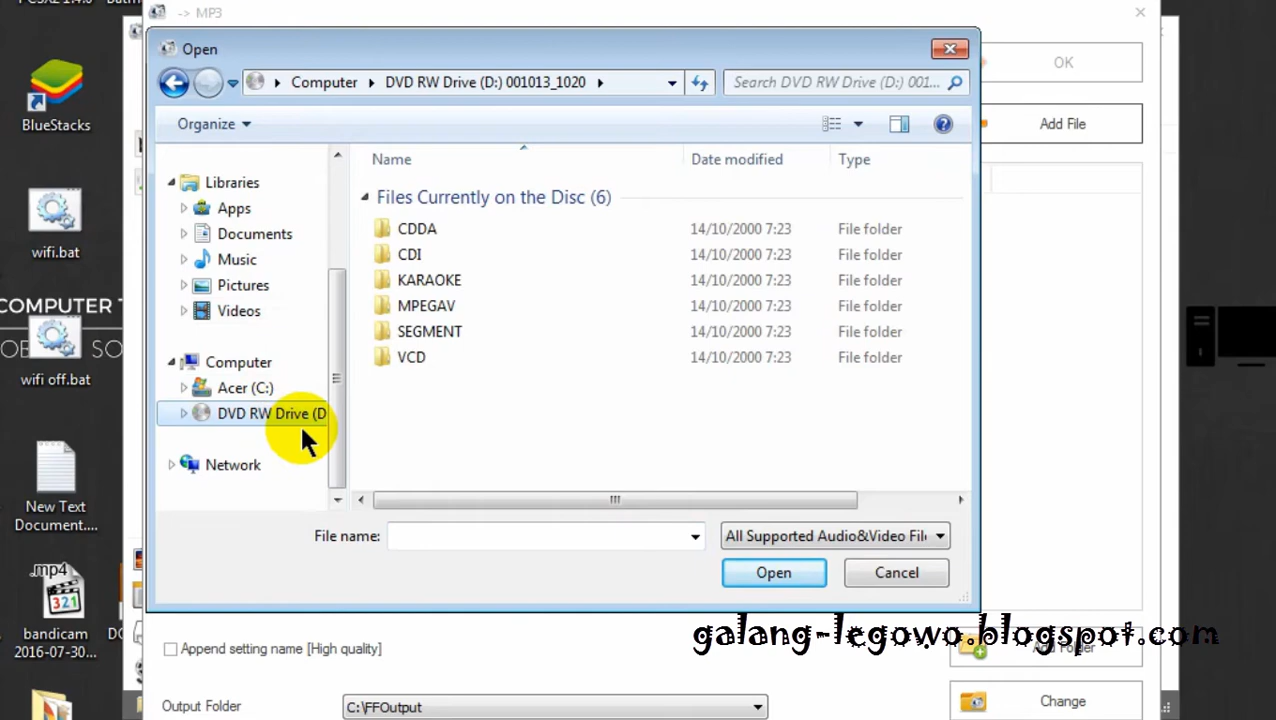 -> MP3
Open
Computer
DVD RW Drive (D:) 001013_1020
Search DVD RW Drive (D:) 001...
OK
Organize
Add File
BlueStacks
wifi.bat
COMPUTER
wifi off.bat
New Text
Document....
.mp4
321
bandicam
2016-07-30...
Libraries
Apps
Documents
Music
Pictures
Videos
Computer
Acer (C:)
DVD RW Drive (D
Network
Name
Date modified
Type
Files Currently on the Disc (6)
CDDA 14/10/2000 7:23 File folder
CDI 14/10/2000 7:23 File folder
KARAOKE 14/10/2000 7:23 File folder
MPEGAV 14/10/2000 7:23 File folder
SEGMENT 14/10/2000 7:23 File folder
VCD 14/10/2000 7:23 File folder
File name:
All Supported Audio&Video Fil
Open
Cancel
galang-legowo.blogspot.com
Append setting name [High quality]
Add Folder
Output Folder
C:\FFOutput
Change